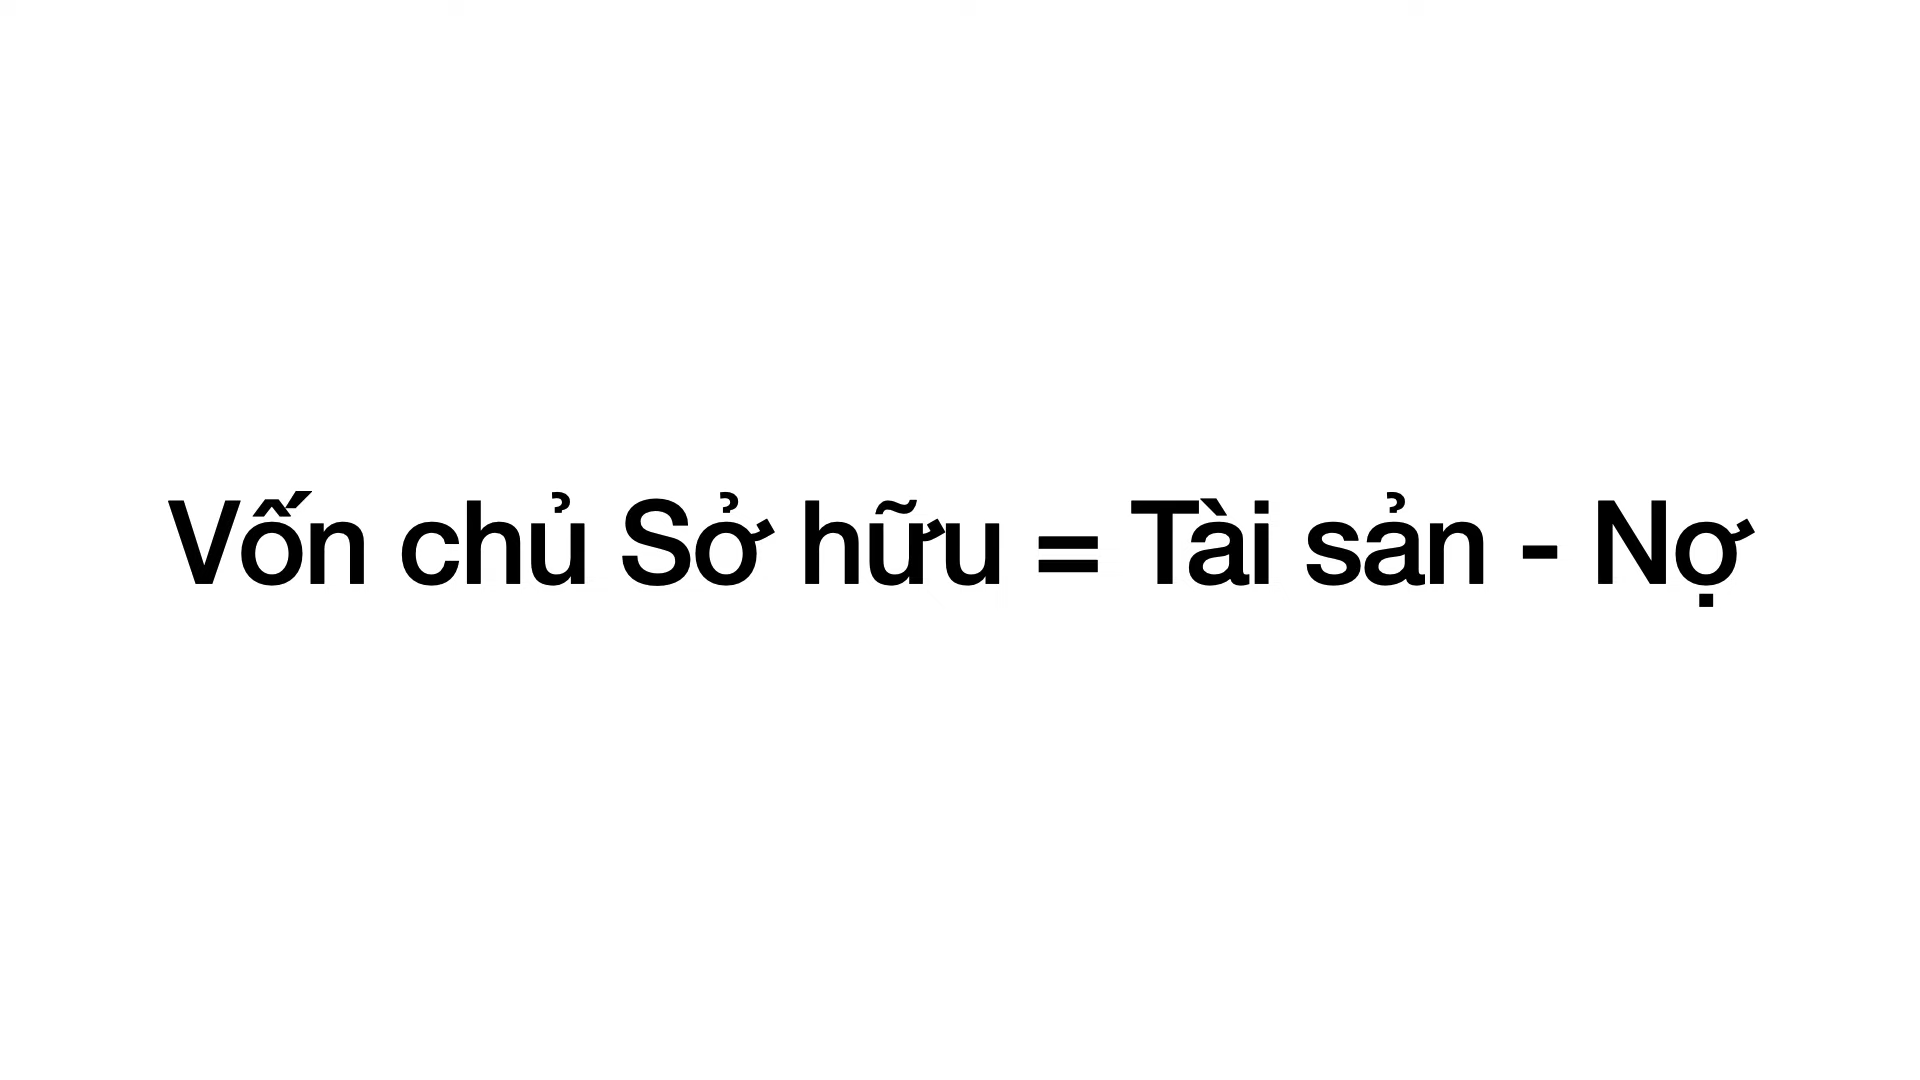 Vốn chủ Sở hữu = Tài sản - Nợ